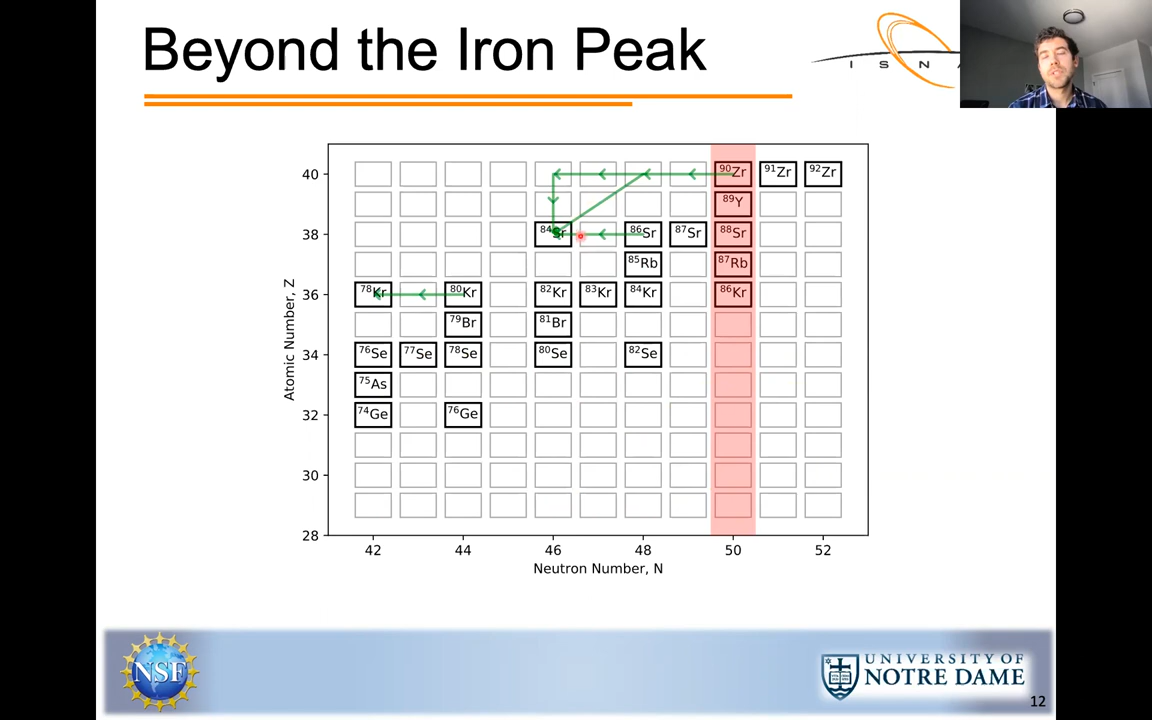 Beyond the Iron Peak
I S N A
40 90Zr 91Zr 92Zr
89Y
38 84Sr 86Sr 87Sr 88Sr
85Rb 87Rb
36 78Kr 80Kr 82Kr 83Kr 84Kr 86Kr
79Br 81Br
34 76Se 77Se 78Se 80Se 82Se
75As
32 74Ge 76Ge
30
28
Atomic Number, Z
42 44 46 48 50 52
Neutron Number, N
NSF
UNIVERSITY OF
NOTRE DAME
12